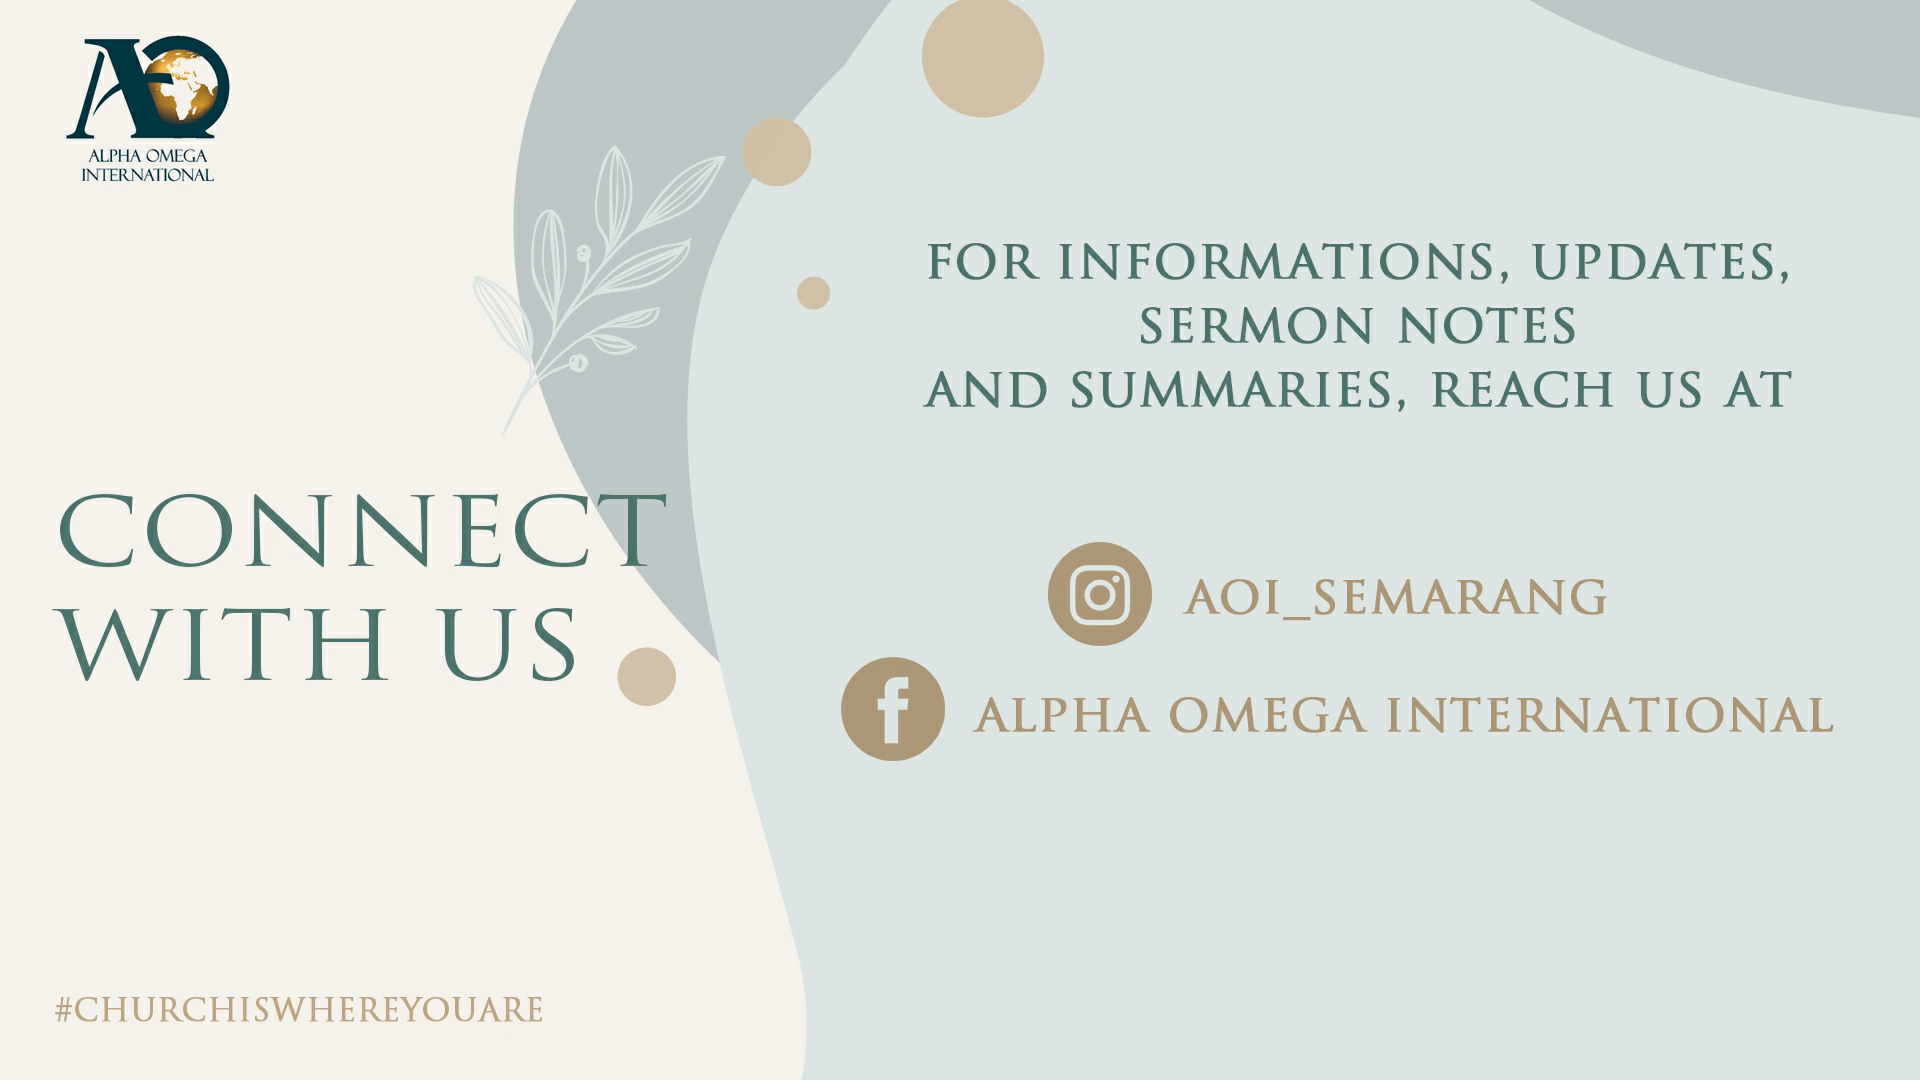 ALPHA OMEGA
INTERNATIONAL
CONNECT
WITH US
#CHURCHISWHEREYOUARE
FOR INFORMATIONS, UPDATES,
SERMON NOTES
AND SUMMARIES, REACH US AT
AOI_SEMARANG
ALPHA OMEGA INTERNATIONAL